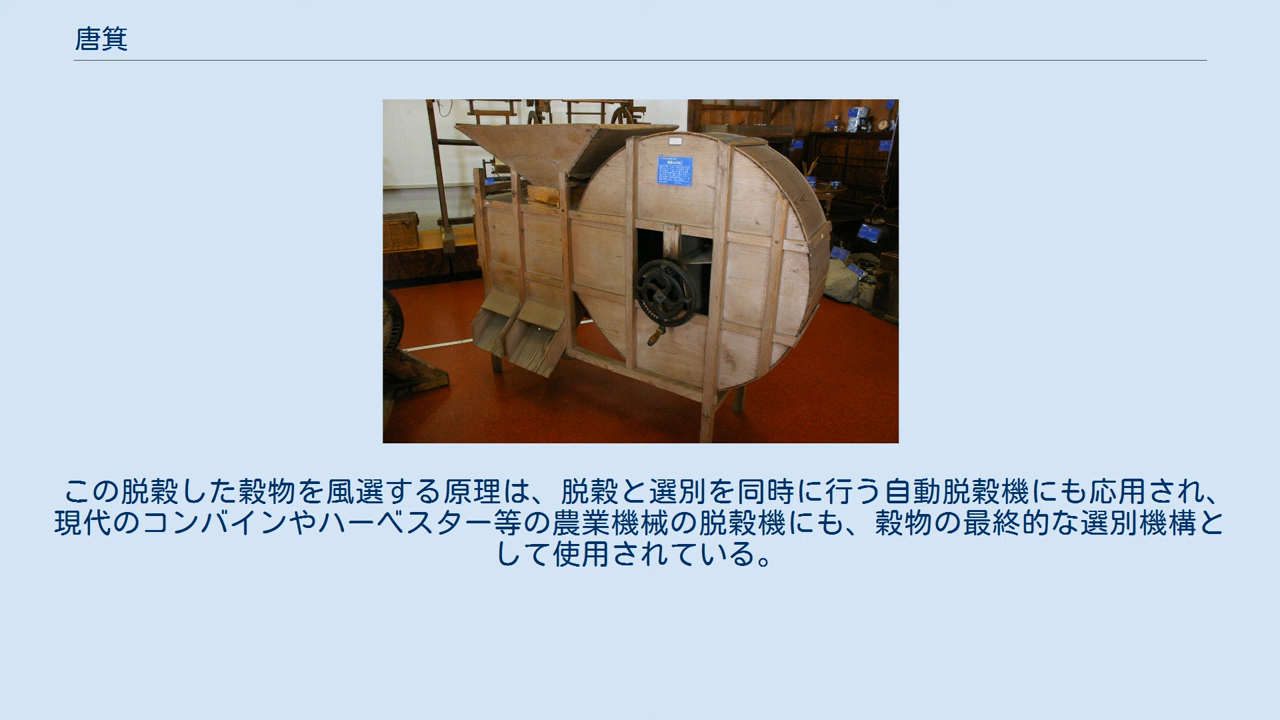 唐箕
この脱穀した穀物を風選する原理は、脱穀と選別を同時に行う自動脱穀機にも応用され、
現代のコンバインやハーベスター等の農業機械の脱穀機にも、穀物の最終的な選別機構と
して使用されている。